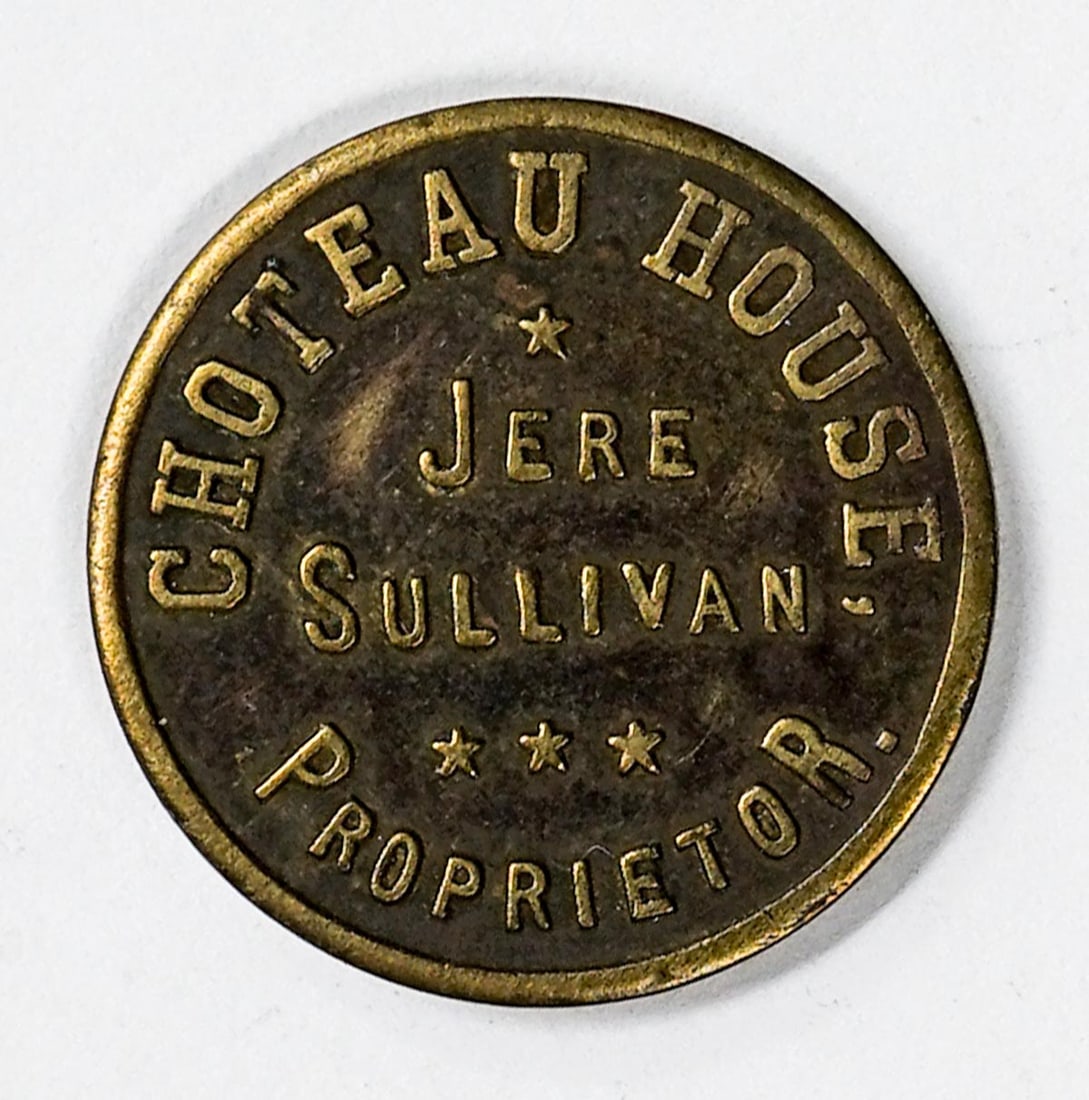 CHOTEAU HOUSE,
JERE
SULLIVAN
PROPRIETOR.